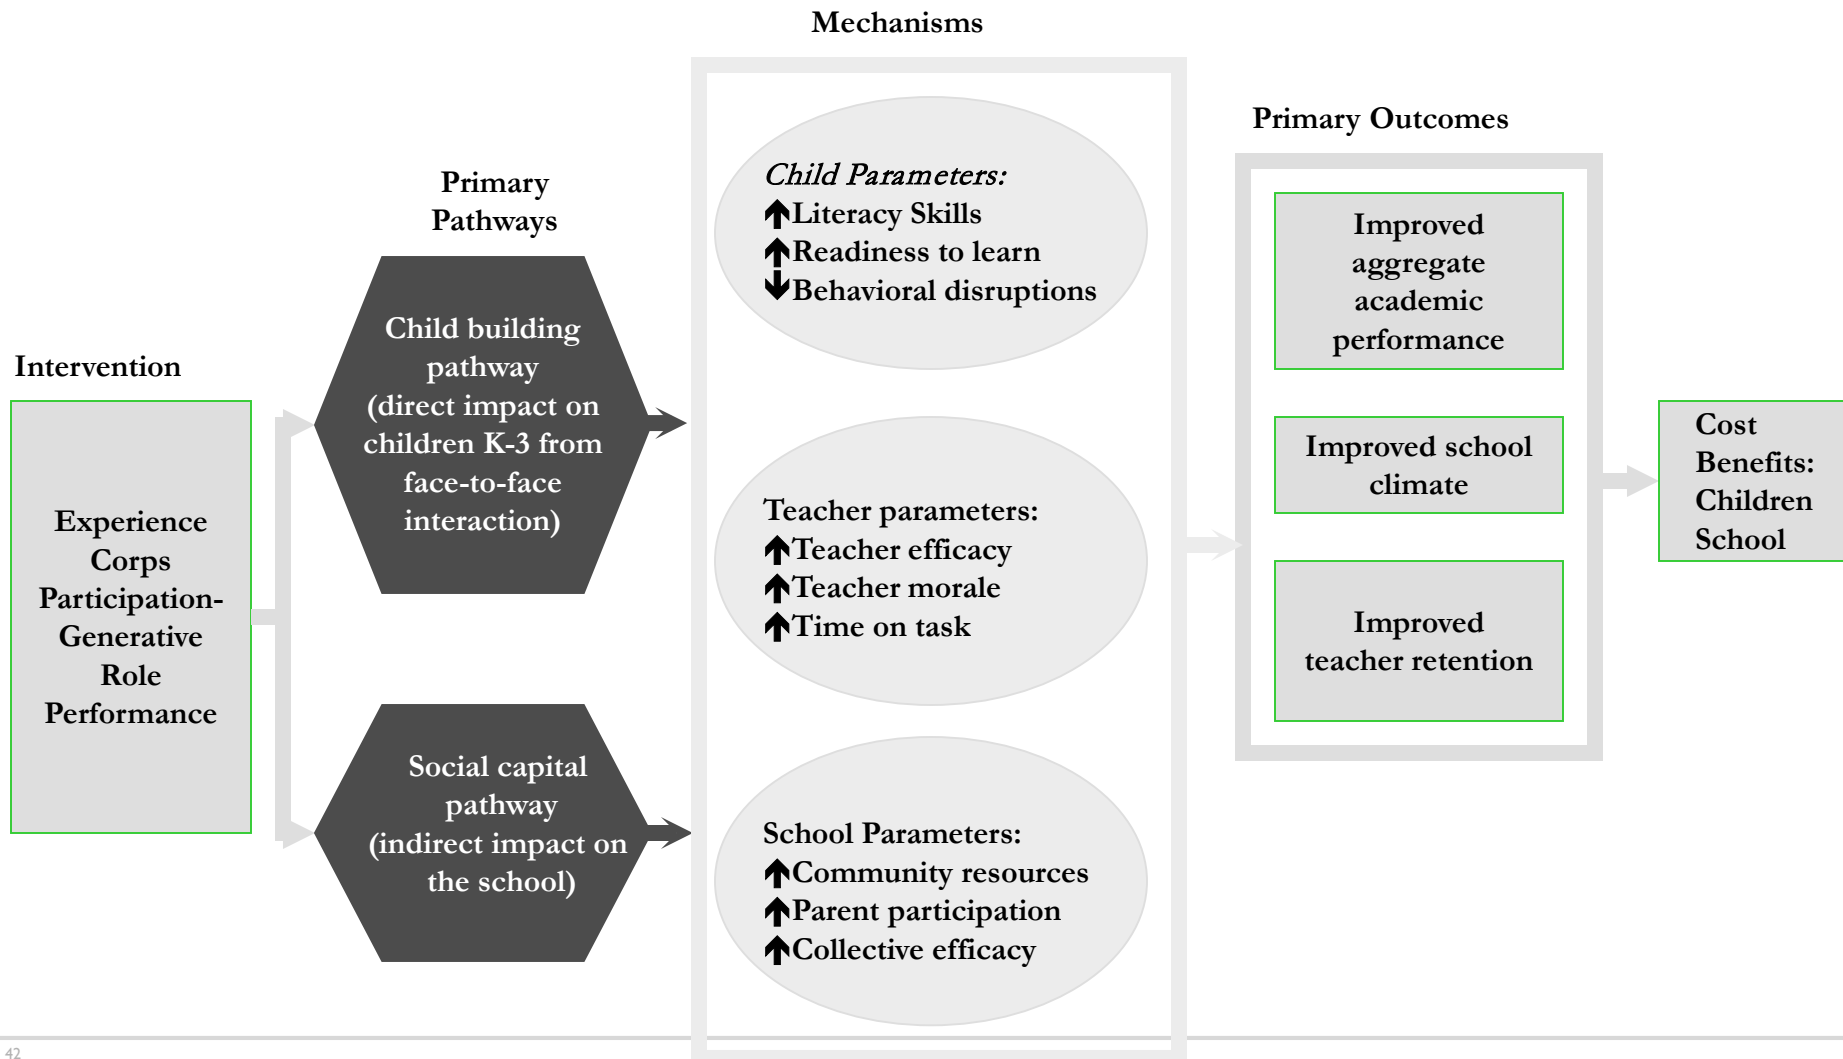 Mechanisms
Primary Outcomes
Primary
Pathways
Intervention
Experience
Corps
Participation-
Generative
Role
Performance
Child building
pathway
(direct impact on
children K-3 from
face-to-face
interaction)
Social capital
pathway
(indirect impact on
the school)
Child Parameters:
↑Literacy Skills
↑Readiness to learn
↓Behavioral disruptions
Teacher parameters:
↑Teacher efficacy
↑Teacher morale
↑Time on task
School Parameters:
↑Community resources
↑Parent participation
↑Collective efficacy
Improved
aggregate
academic
performance
Improved school
climate
Improved
teacher retention
Cost
Benefits:
Children
School
42